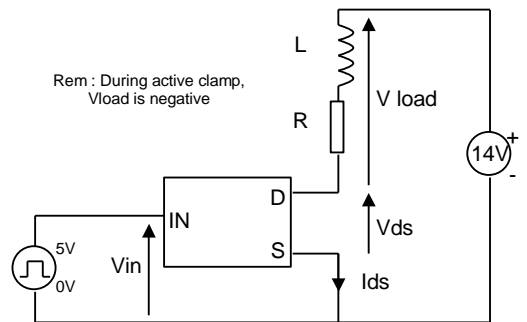 L
Rem : During active clamp,
Vload is negative
V load
R
14V
+
-
D
IN
Vds
S
5V
0V
Vin
Ids